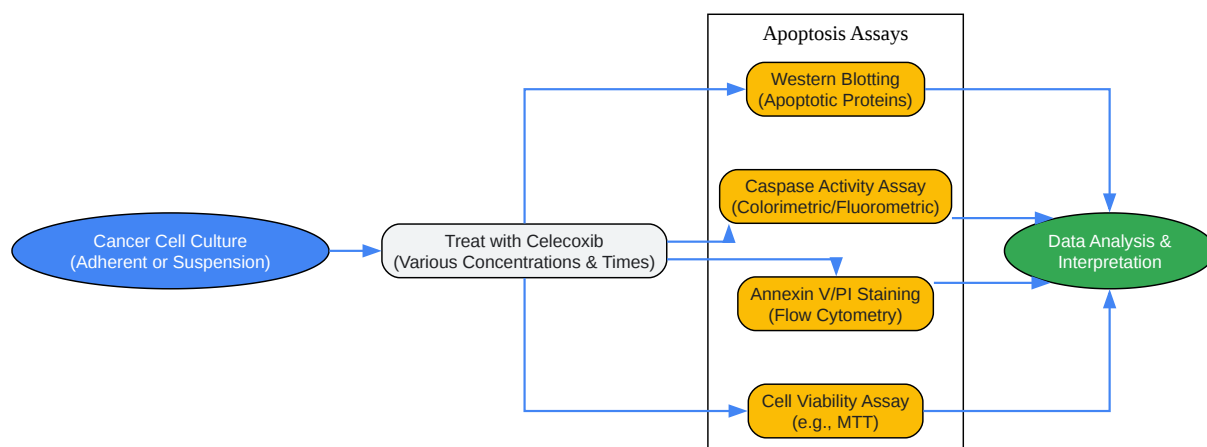 Apoptosis Assays
Western Blotting
(Apoptotic Proteins)
Caspase Activity Assay
(Colorimetric/Fluorometric)
Cancer Cell Culture
(Adherent or Suspension)
Treat with Celecoxib
(Various Concentrations & Times)
Data Analysis &
Interpretation
Annexin V/PI Staining
(Flow Cytometry)
Cell Viability Assay
(e.g., MTT)